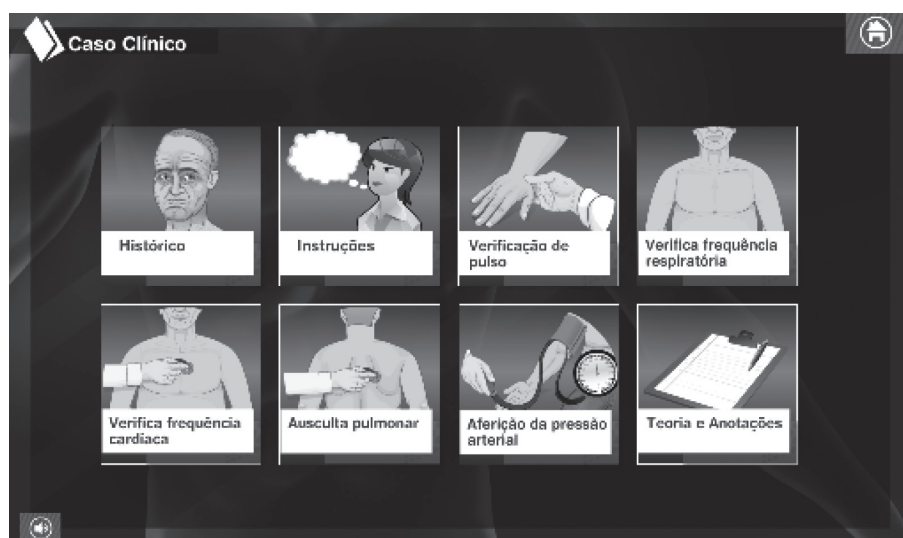 Caso Clínico
Histórico
Instruções
Verificação de
pulso
Verifica frequência
respiratória
Verifica frequência
cardíaca
Ausculta pulmonar
Aferição da pressão
arterial
Teoria e Anotações